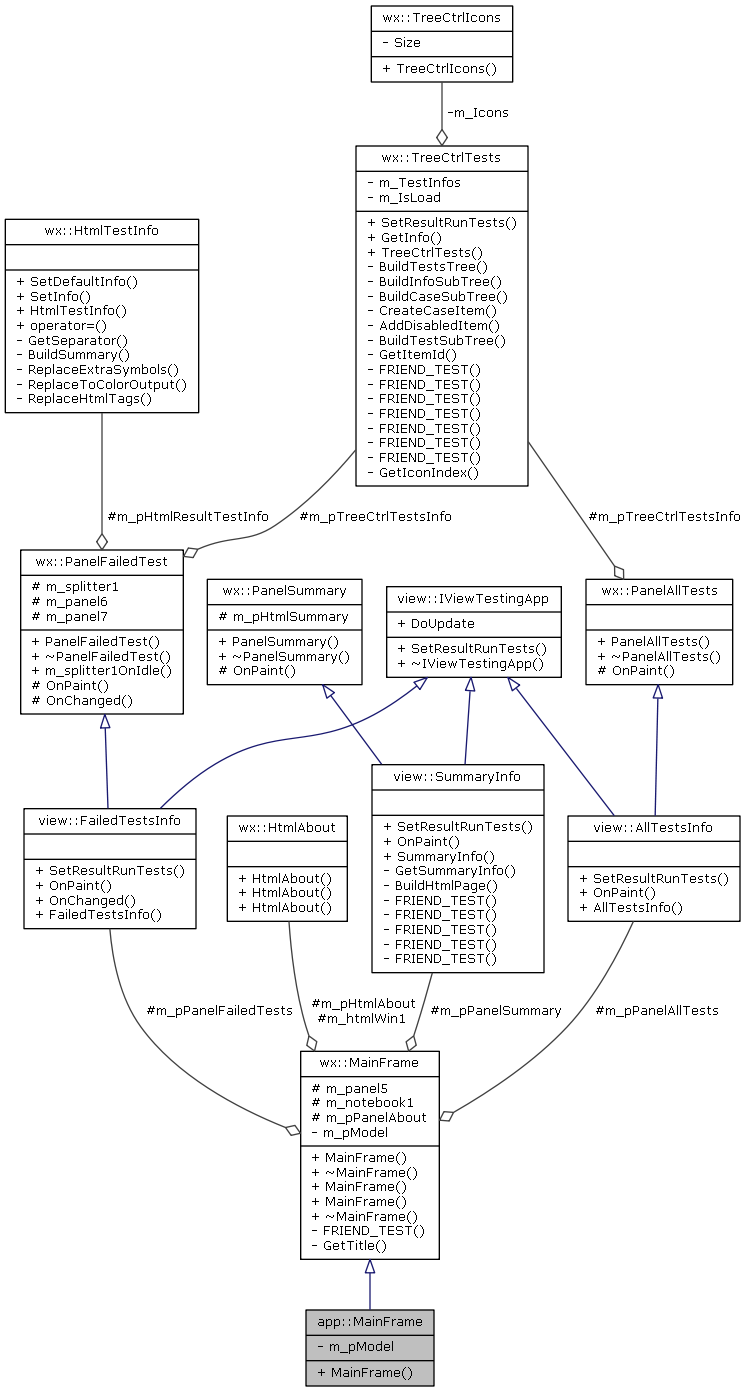 wx::TreeCtrlIcons
- Size
+ TreeCtrlIcons()
-m_Icons
wx::TreeCtrlTests
- m_TestInfos
- m_IsLoad
+ SetResultRunTests()
+ GetInfo()
+ TreeCtrlTests()
- BuildTestsTree()
- BuildInfoSubTree()
- BuildCaseSubTree()
- CreateCaseItem()
- AddDisabledItem()
- BuildTestSubTree()
- GetItemId()
- FRIEND_TEST()
- FRIEND_TEST()
- FRIEND_TEST()
- FRIEND_TEST()
- FRIEND_TEST()
- FRIEND_TEST()
- FRIEND_TEST()
- GetIconIndex()
wx::HtmlTestInfo
+ SetDefaultInfo()
+ SetInfo()
+ HtmlTestInfo()
+ operator=()
- GetSeparator()
- BuildSummary()
- ReplaceExtraSymbols()
- ReplaceToColorOutput()
- ReplaceHtmlTags()
#m_pHtmlResultTestInfo
#m_pTreeCtrlTestsInfo
#m_pTreeCtrlTestsInfo
wx::PanelFailedTest
# m_splitter1
# m_panel6
# m_panel7
+ PanelFailedTest()
+ ~PanelFailedTest()
+ m_splitter1OnIdle()
# OnPaint()
# OnChanged()
wx::PanelSummary
# m_pHtmlSummary
+ PanelSummary()
+ ~PanelSummary()
# OnPaint()
view::IViewTestingApp
+ DoUpdate
+ SetResultRunTests()
+ ~IViewTestingApp()
wx::PanelAllTests
+ PanelAllTests()
+ ~PanelAllTests()
# OnPaint()
view::FailedTestsInfo
+ SetResultRunTests()
+ OnPaint()
+ OnChanged()
+ FailedTestsInfo()
wx::HtmlAbout
+ HtmlAbout()
+ HtmlAbout()
+ HtmlAbout()
view::SummaryInfo
+ SetResultRunTests()
+ OnPaint()
+ SummaryInfo()
- GetSummaryInfo()
- BuildHtmlPage()
- FRIEND_TEST()
- FRIEND_TEST()
- FRIEND_TEST()
- FRIEND_TEST()
- FRIEND_TEST()
view::AllTestsInfo
+ SetResultRunTests()
+ OnPaint()
+ AllTestsInfo()
#m_pPanelFailedTests
#m_pHtmlAbout
#m_htmlWin1
#m_pPanelSummary
#m_pPanelAllTests
wx::MainFrame
# m_panel5
# m_notebook1
# m_pPanelAbout
- m_pModel
+ MainFrame()
+ ~MainFrame()
+ MainFrame()
+ MainFrame()
+ ~MainFrame()
- FRIEND_TEST()
- GetTitle()
app::MainFrame
- m_pModel
+ MainFrame()